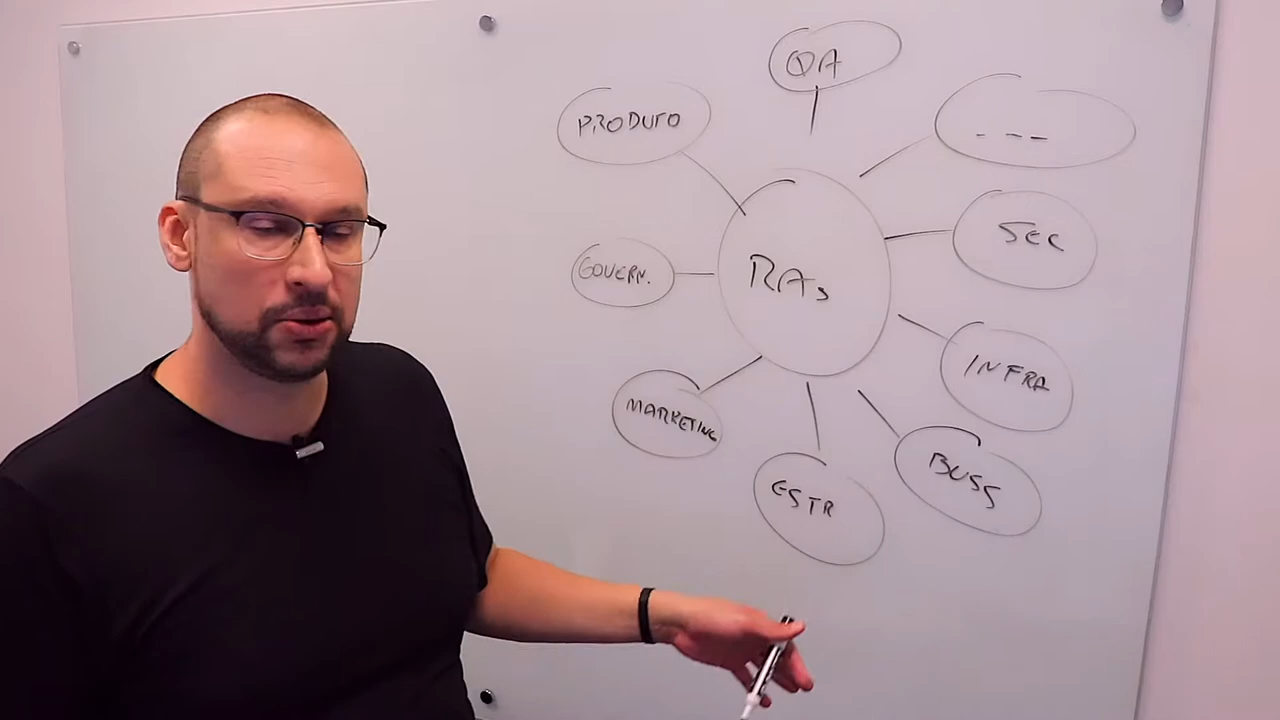 QA
PRODUTO
_ _ _
SEC
GOVERN.
RAs
INFRA
MARKETING
BUSS
ESTR